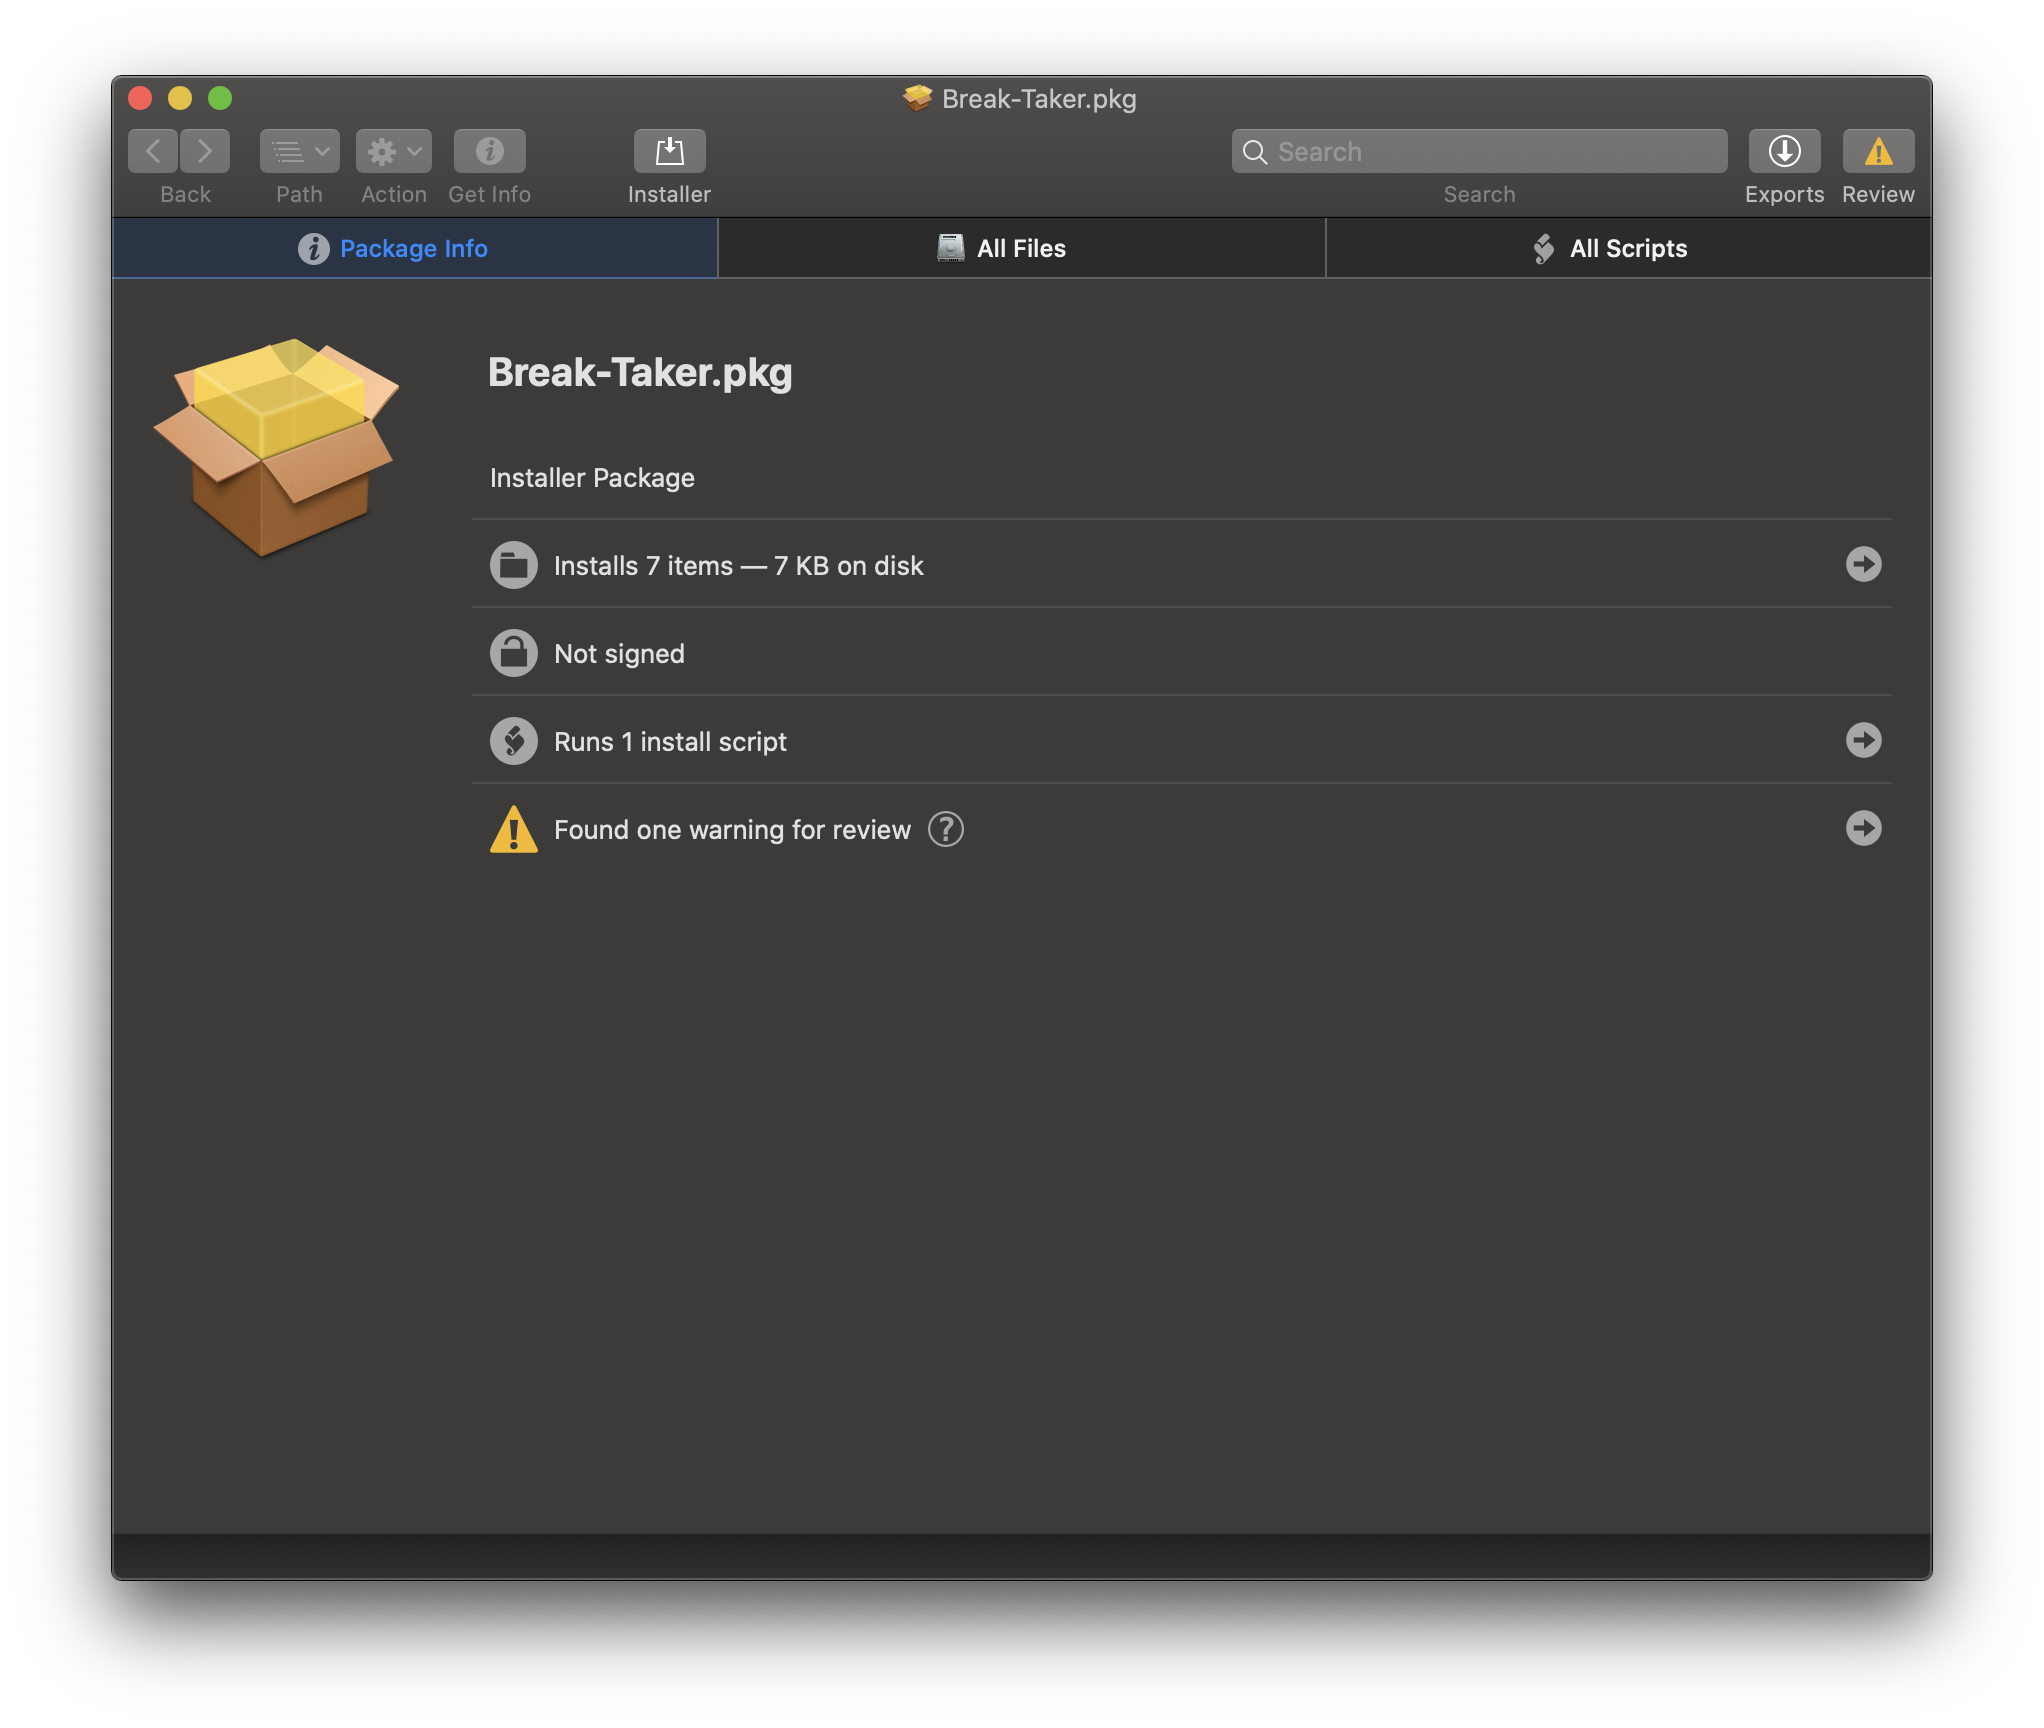 Break-Taker.pkg
Search
Back Path Action Get Info Installer Search Exports Review
Package Info All Files All Scripts
Break-Taker.pkg
Installer Package
Installs 7 items — 7 KB on disk
Not signed
Runs 1 install script
Found one warning for review ?